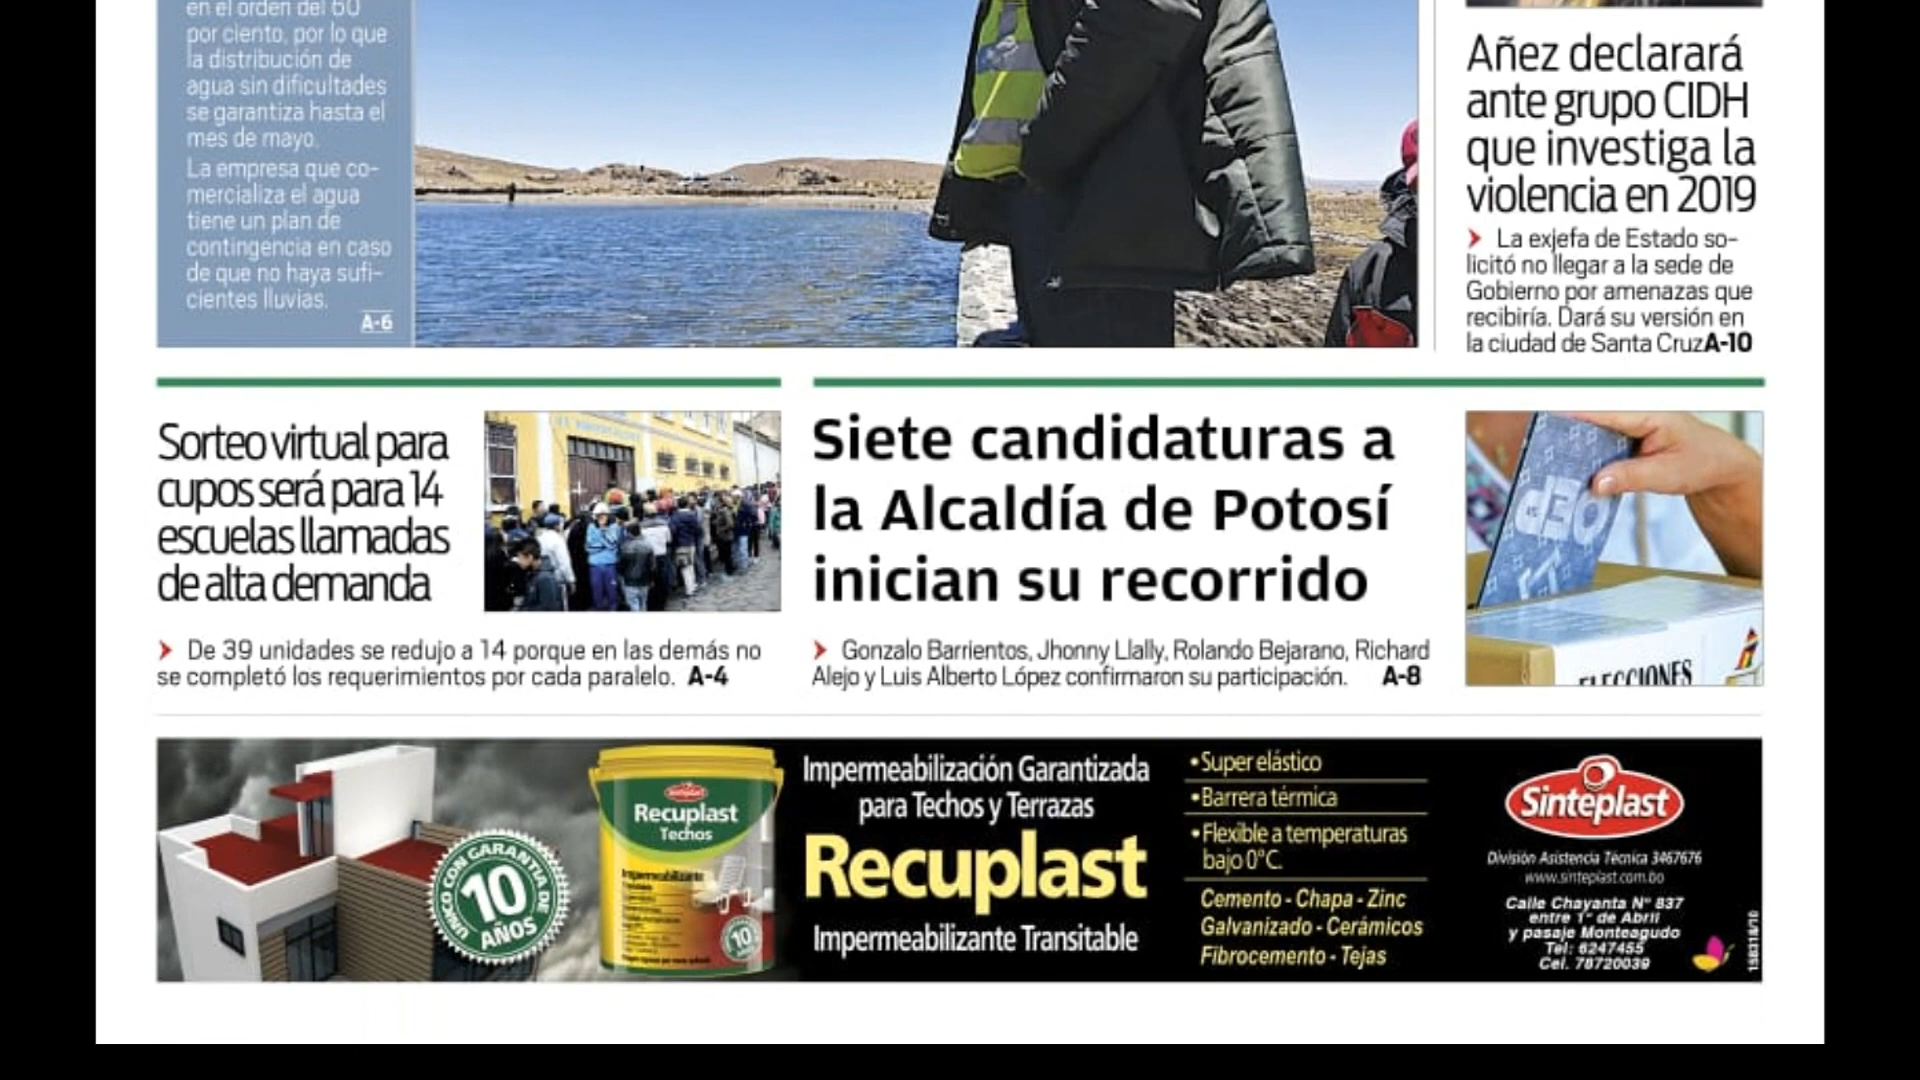 en el orden del 60
por ciento, por lo que
la distribución de
agua sin dificultades
se garantiza hasta el
mes de mayo.
La empresa que co-
mercializa el agua
tiene un plan de
contingencia en caso
de que no haya sufi-
cientes lluvias.
A-6
Añez declarará
ante grupo CIDH
que investiga la
violencia en 2019
La exjefa de Estado so-
licitó no llegar a la sede de
Gobierno por amenazas que
recibiría. Dará su versión en
la ciudad de Santa Cruz A-10
Sorteo virtual para
cupos será para 14
escuelas llamadas
de alta demanda
De 39 unidades se redujo a 14 porque en las demás no
se completó los requerimientos por cada paralelo. A-4
Siete candidaturas a
la Alcaldía de Potosí
inician su recorrido
Gonzalo Barrientos, Jhonny Llally, Rolando Bejarano, Richard
Alejo y Luis Alberto López confirmaron su participación. A-8
OEP
ELECCIONES
UNICO CON GARANTIA DE
10
AÑOS
Sinteplast
Recuplast
Techos
Impermeabilizante
10
Impermeabilización Garantizada
para Techos y Terrazas
Recuplast
Impermeabilizante Transitable
•Super elástico
•Barrera térmica
•Flexible a temperaturas
bajo 0°C.
Cemento - Chapa - Zinc
Galvanizado - Cerámicos
Fibrocemento - Tejas
Sinteplast
División Asistencia Técnica 3467676
www.sinteplast.com.bo
Calle Chayanta N° 837
entre 1° de Abril
y pasaje Monteagudo
Tel: 6247455
Cel. 78720039